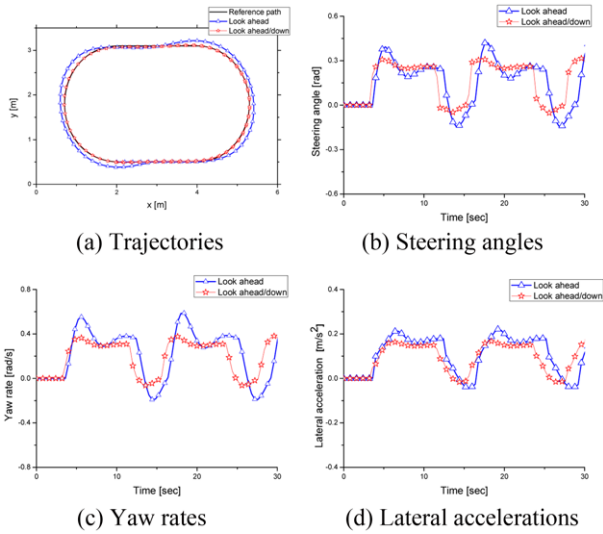 Reference path
Look ahead
Look ahead/down
3
2
1
0
0
2
4
6
y [m]
x [m]
(a) Trajectories
Look ahead
Look ahead/down
0.6
0.3
0.0
-0.3
-0.6
0
10
20
30
Steering angle [rad]
Time [sec]
(b) Steering angles
Look ahead
Look ahead/down
0.8
0.4
0.0
-0.4
-0.8
0
10
20
30
Yaw rate [rad/s]
Time [sec]
(c) Yaw rates
Look ahead
Look ahead/down
0.4
0.2
0.0
-0.2
-0.4
0
10
20
30
Lateral acceleration [m/s²]
Time [sec]
(d) Lateral accelerations